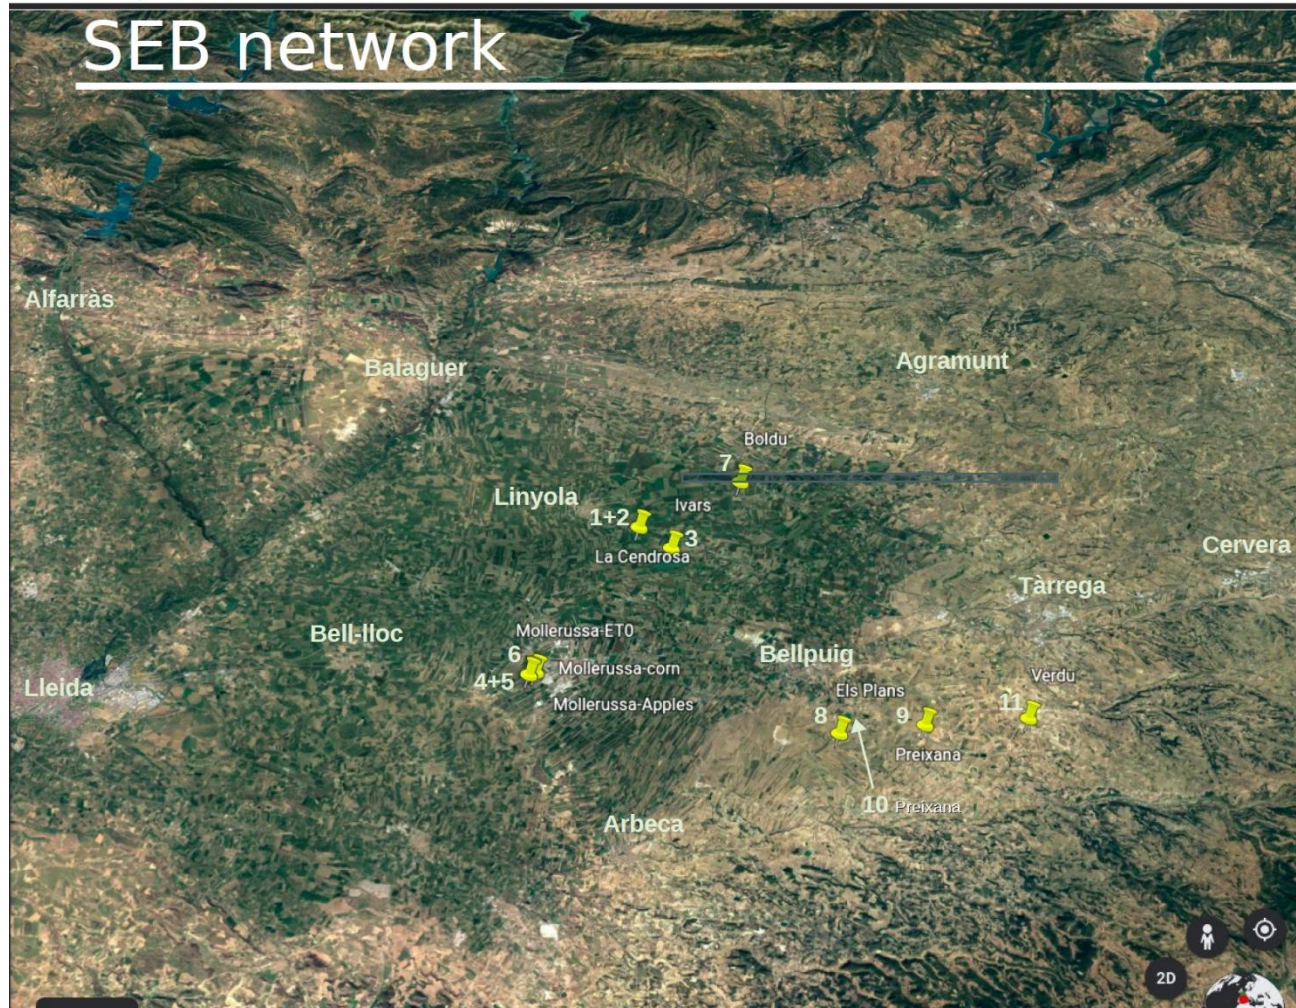 SEB network
Alfarràs
Balaguer
Agramunt
Boldu
7
Linyola
Ivars
1+2
3
La Cendrosa
Cervera
Tàrrega
Bell-lloc
Mollerussa-ET0
6
Mollerussa-corn
4+5
Mollerussa-Apples
Bellpuig
Lleida
Els Plans
Verdu
8
9
11
Preixana
10 Preixana
Arbeca
2D